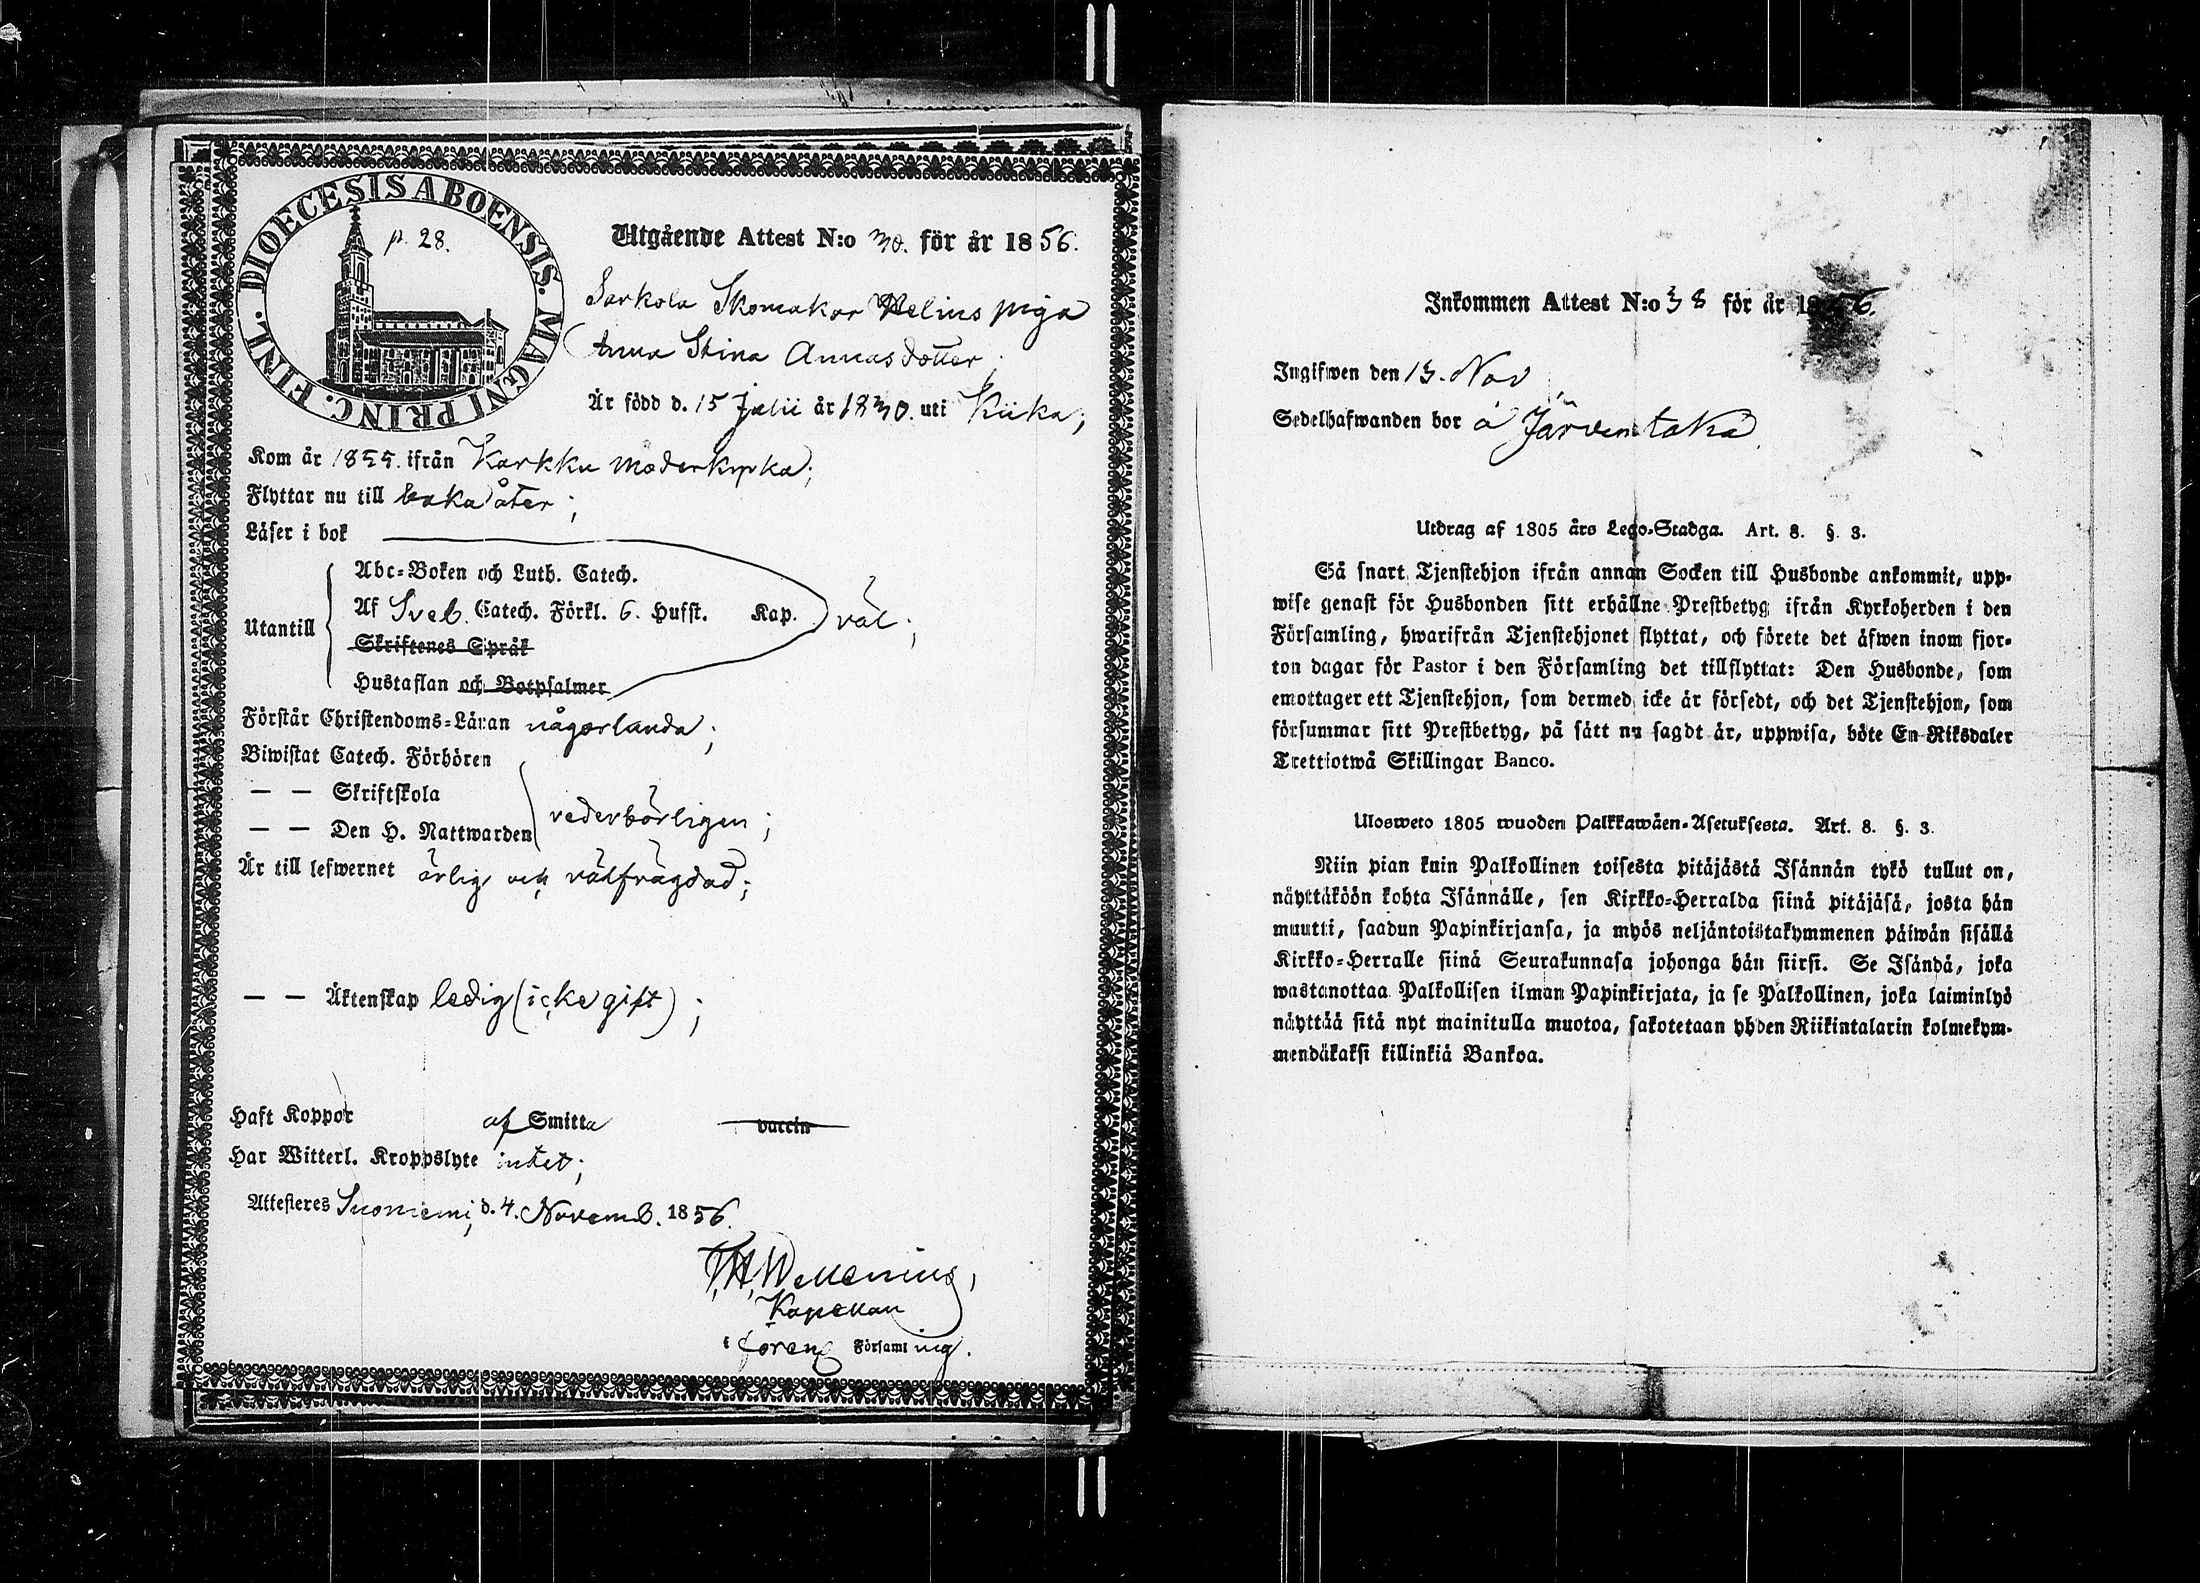 DIOECESIS ABOENSIS. MAGNI PRINC. FINL.
p. 28.
Utgående Attest N:o 30. för år 1856.
Sarkola Skomakar Helius piga
Anna Stina Annasdotter;
Är född d. 15 Julii år 1830. uti Kiika;
Kom år 1855. ifrån Karkku moderkyrka;
Flyttar nu till baka åter;
Läser i bok
Utantill
Abc-Boken och Luth. Catech.
Af Sveb. Catech. Förkl. 6. Hufst. Kap. väl;
Skriftenes Språk
Hustaflan och Botpsalmer
Förstår Christendoms-Läran någorlunda;
Biwistat Catech. Förhören
— — Skriftskola
— — Den H. Nattwarden vederbörligen;
Är till lefwernet ärlig och välfrägdad;
— — Äktenskap ledig (icke gift);
Haft Koppor af Smitta vaccin
Har Witterl. Kroppslyte intet;
Attesteres Suoniemi, d. 4. Novemb. 1856.
Kapellan
i föreng Församling.
Inkommen Attest N:o 38 för år 1856.
Ingifwen den 13. Nov
Sedelhafwanden bor å Järventaka.
Utdrag af 1805 års Lego-Stadga. Art. 8. §. 3.
Så snart Tjenstehjon ifrån annan Socken till Husbonde ankommit, upp-
wise genast för Husbonden sitt erhållne Prestbetyg ifrån Kyrkoherden i den
Församling, hwarifrån Tjenstehjonet flyttat, och förete det äfwen inom fjor-
ton dagar för Pastor i den Församling det tillflyttat: Den Husbonde, som
emottager ett Tjenstehjon, som dermed icke är försedt, och det Tjenstehjon, som
försummar sitt Prestbetyg, på sätt nu sagdt är, uppwisa, böte En Riksdaler
Trettiotwå Skillingar Banco.
Ulosweto 1805 wuoden Palkkawäen-Asetuksesta. Art. 8. §. 3.
Niin pian kuin Palkollinen toisesta pitäjästä Isännän tykö tullut on,
näyttäköön kohta Isännälle, sen Kirkko-Herralda siinä pitäjäsä, josta hän
muutti, saadun Papinkirjansa, ja myös neljäntoistakymmenen päiwän sisällä
Kirkko-Herralle siinä Seurakunnasa johonga hän siirsi. Se Isändä, joka
wastanottaa Palkollisen ilman Papinkirjata, ja se Palkollinen, joka laiminlyö
näyttää sitä nyt mainitulla muotoa, sakotetaan yhden Riikintalarin kolmekym-
mendäkaksi killinkiä Bankoa.